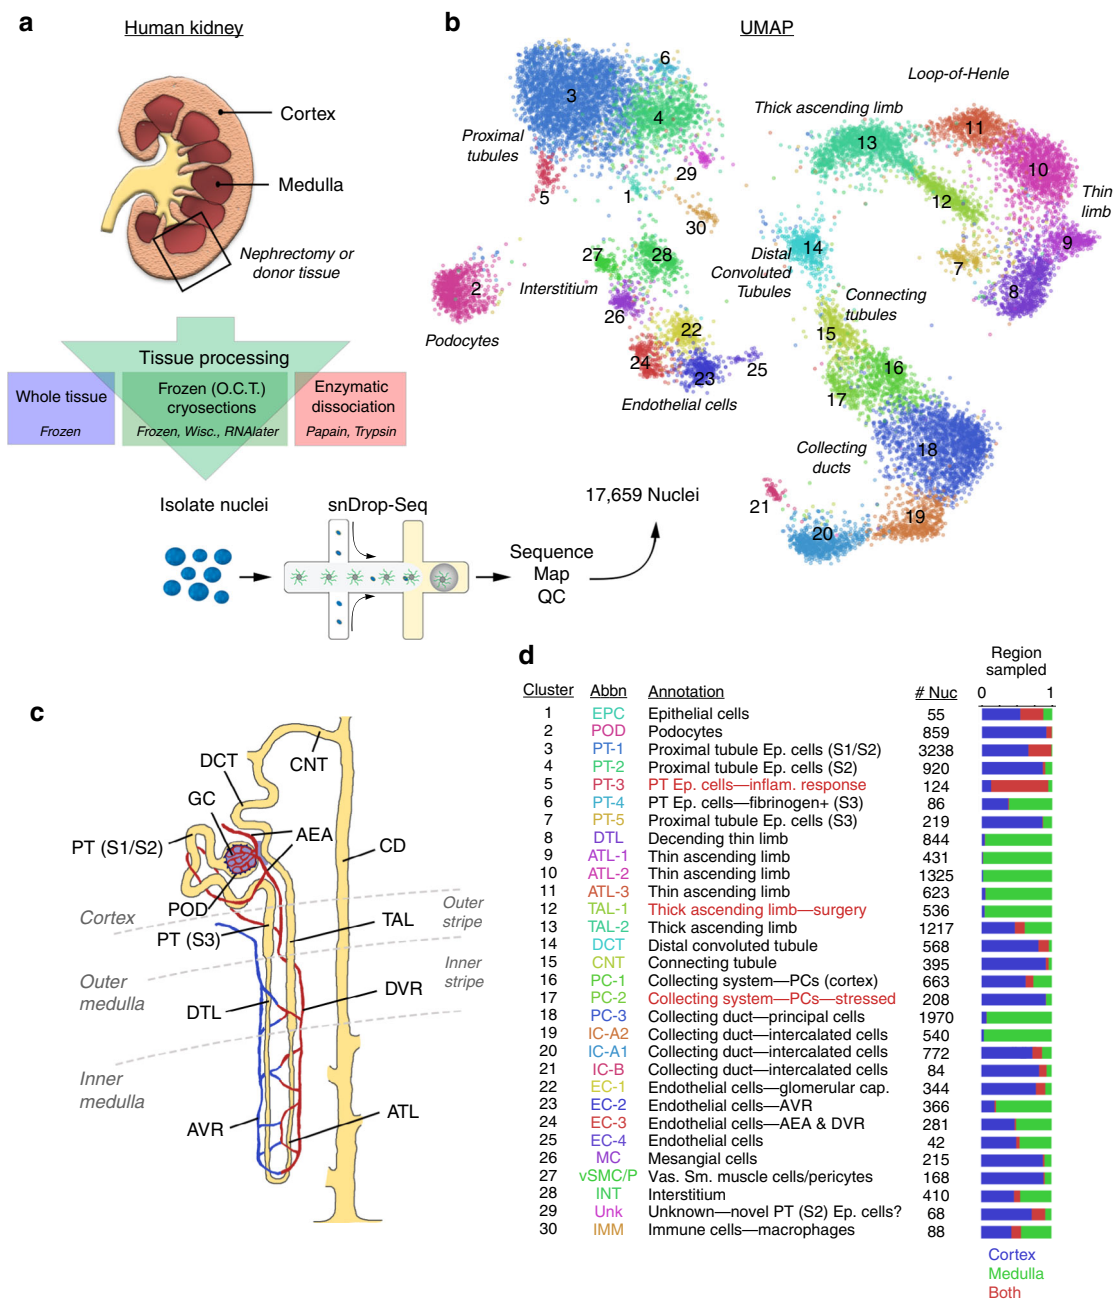 a
Human kidney
Cortex
Medulla
Nephrectomy or
donor tissue
Tissue processing
Whole tissue
Frozen
Frozen (O.C.T.)
cryosections
Frozen, Wisc., RNAlater
Enzymatic
dissociation
Papain, Trypsin
Isolate nuclei
snDrop-Seq
Sequence
Map
QC
17,659 Nuclei
b
UMAP
Loop-of-Henle
Thick ascending limb
Proximal
tubules
Thin
limb
Distal
Convoluted
Tubules
Interstitium
Podocytes
Connecting
tubules
Endothelial cells
Collecting
ducts
3
6
4
5
1
29
30
27
28
26
2
22
24
23
25
13
11
10
12
9
7
8
14
15
16
17
18
19
20
21
c
DCT
CNT
GC
AEA
PT (S1/S2)
CD
POD
Cortex
Outer
stripe
TAL
PT (S3)
Outer
medulla
Inner
stripe
DVR
DTL
Inner
medulla
ATL
AVR
d
Region
sampled
Cluster Abbn Annotation # Nuc 0 1
1 EPC Epithelial cells 55
2 POD Podocytes 859
3 PT-1 Proximal tubule Ep. cells (S1/S2) 3238
4 PT-2 Proximal tubule Ep. cells (S2) 920
5 PT-3 PT Ep. cells—inflam. response 124
6 PT-4 PT Ep. cells—fibrinogen+ (S3) 86
7 PT-5 Proximal tubule Ep. cells (S3) 219
8 DTL Decending thin limb 844
9 ATL-1 Thin ascending limb 431
10 ATL-2 Thin ascending limb 1325
11 ATL-3 Thin ascending limb 623
12 TAL-1 Thick ascending limb—surgery 536
13 TAL-2 Thick ascending limb 1217
14 DCT Distal convoluted tubule 568
15 CNT Connecting tubule 395
16 PC-1 Collecting system—PCs (cortex) 663
17 PC-2 Collecting system—PCs—stressed 208
18 PC-3 Collecting duct—principal cells 1970
19 IC-A2 Collecting duct—intercalated cells 540
20 IC-A1 Collecting duct—intercalated cells 772
21 IC-B Collecting duct—intercalated cells 84
22 EC-1 Endothelial cells—glomerular cap. 344
23 EC-2 Endothelial cells—AVR 366
24 EC-3 Endothelial cells—AEA & DVR 281
25 EC-4 Endothelial cells 42
26 MC Mesangial cells 215
27 vSMC/P Vas. Sm. muscle cells/pericytes 168
28 INT Interstitium 410
29 Unk Unknown—novel PT (S2) Ep. cells? 68
30 IMM Immune cells—macrophages 88
Cortex
Medulla
Both